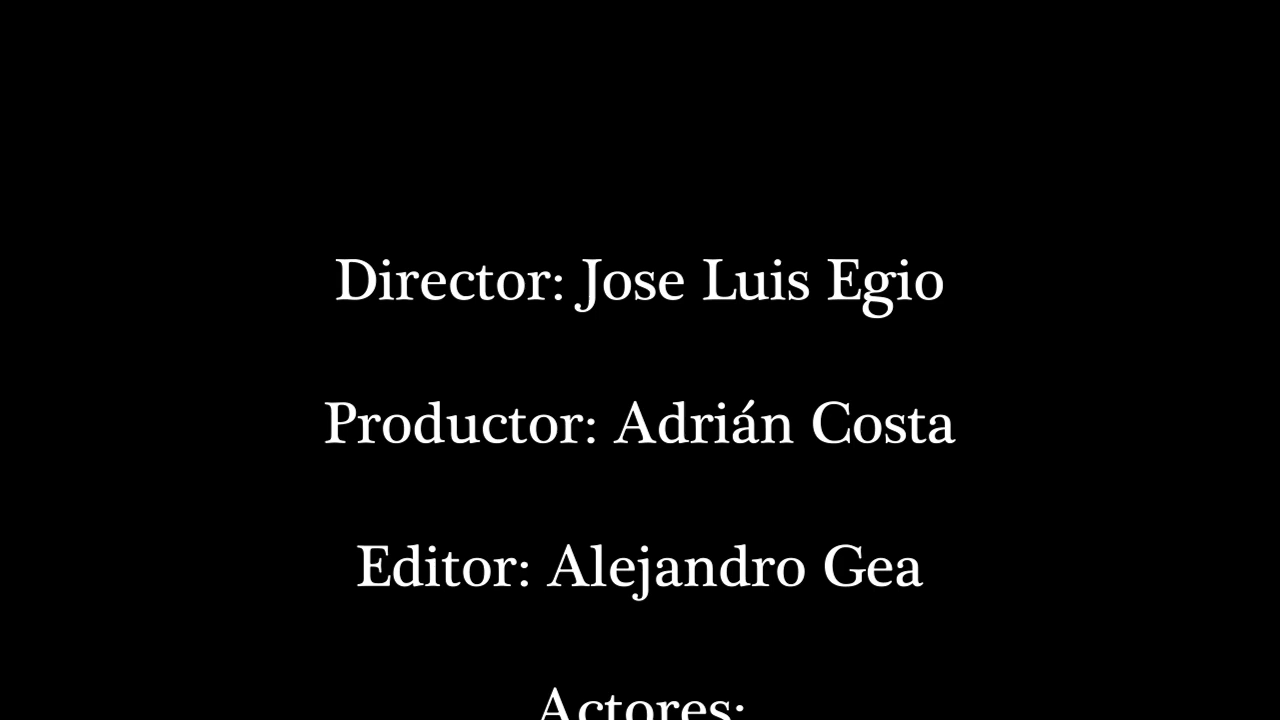 Director: Jose Luis Egio
Productor: Adrián Costa
Editor: Alejandro Gea
Actores: